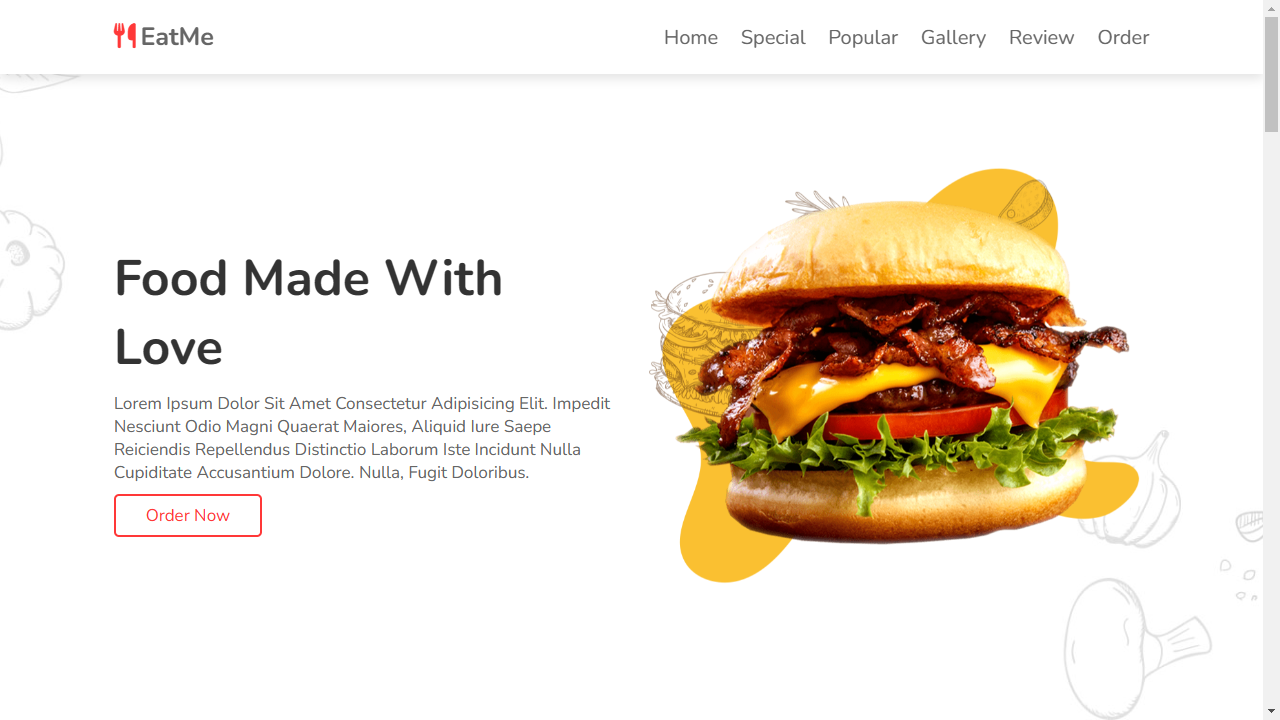 EatMe
Home Special Popular Gallery Review Order
Food Made With
Love
Lorem Ipsum Dolor Sit Amet Consectetur Adipisicing Elit. Impedit
Nesciunt Odio Magni Quaerat Maiores, Aliquid Iure Saepe
Reiciendis Repellendus Distinctio Laborum Iste Incidunt Nulla
Cupiditate Accusantium Dolore. Nulla, Fugit Doloribus.
Order Now